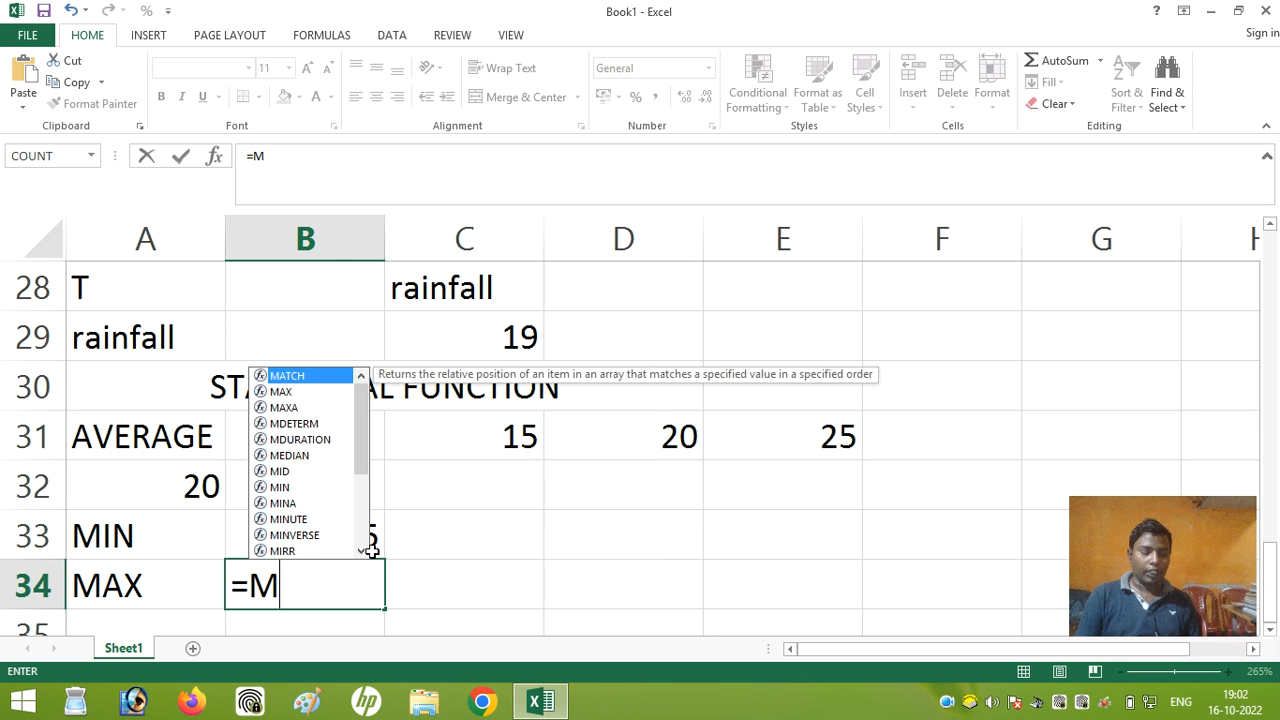 Book1 - Excel
Sign in
FILE HOME INSERT PAGE LAYOUT FORMULAS DATA REVIEW VIEW
Paste
Cut
Copy
Format Painter
11
Wrap Text
Merge & Center
General
Conditional Formatting
Format as Table
Cell Styles
Insert
Delete
Format
AutoSum
Fill
Clear
Sort & Filter
Find & Select
Clipboard Font Alignment Number Styles Cells Editing
COUNT =M
A B C D E F G H
28 T rainfall
29 rainfall 19
30 STA AL FUNCTION
31 AVERAGE 15 20 25
32 20
33 MIN 5
34 MAX =M
35
MATCH
MAX
MAXA
MDETERM
MDURATION
MEDIAN
MID
MIN
MINA
MINUTE
MINVERSE
MIRR
Returns the relative position of an item in an array that matches a specified value in a specified order
Sheet1
ENTER 265%
hp
ENG
19:02
16-10-2022